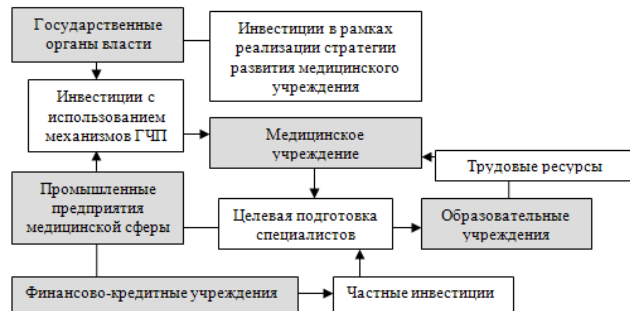 Государственные
органы власти
Инвестиции в рамках
реализации стратегии
развития медицинского
учреждения
Инвестиции с
использованием
механизмов ГЧП
Медицинское
учреждение
Трудовые ресурсы
Промышленные
предприятия
медицинской сферы
Целевая подготовка
специалистов
Образовательные
учреждения
Финансово-кредитные учреждения
Частные инвестиции